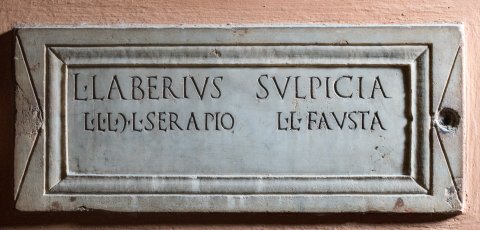 L·LABERIVS SVLPICIA
L·L·L·Ɔ·L·SERAPIO L·L·FAVSTA